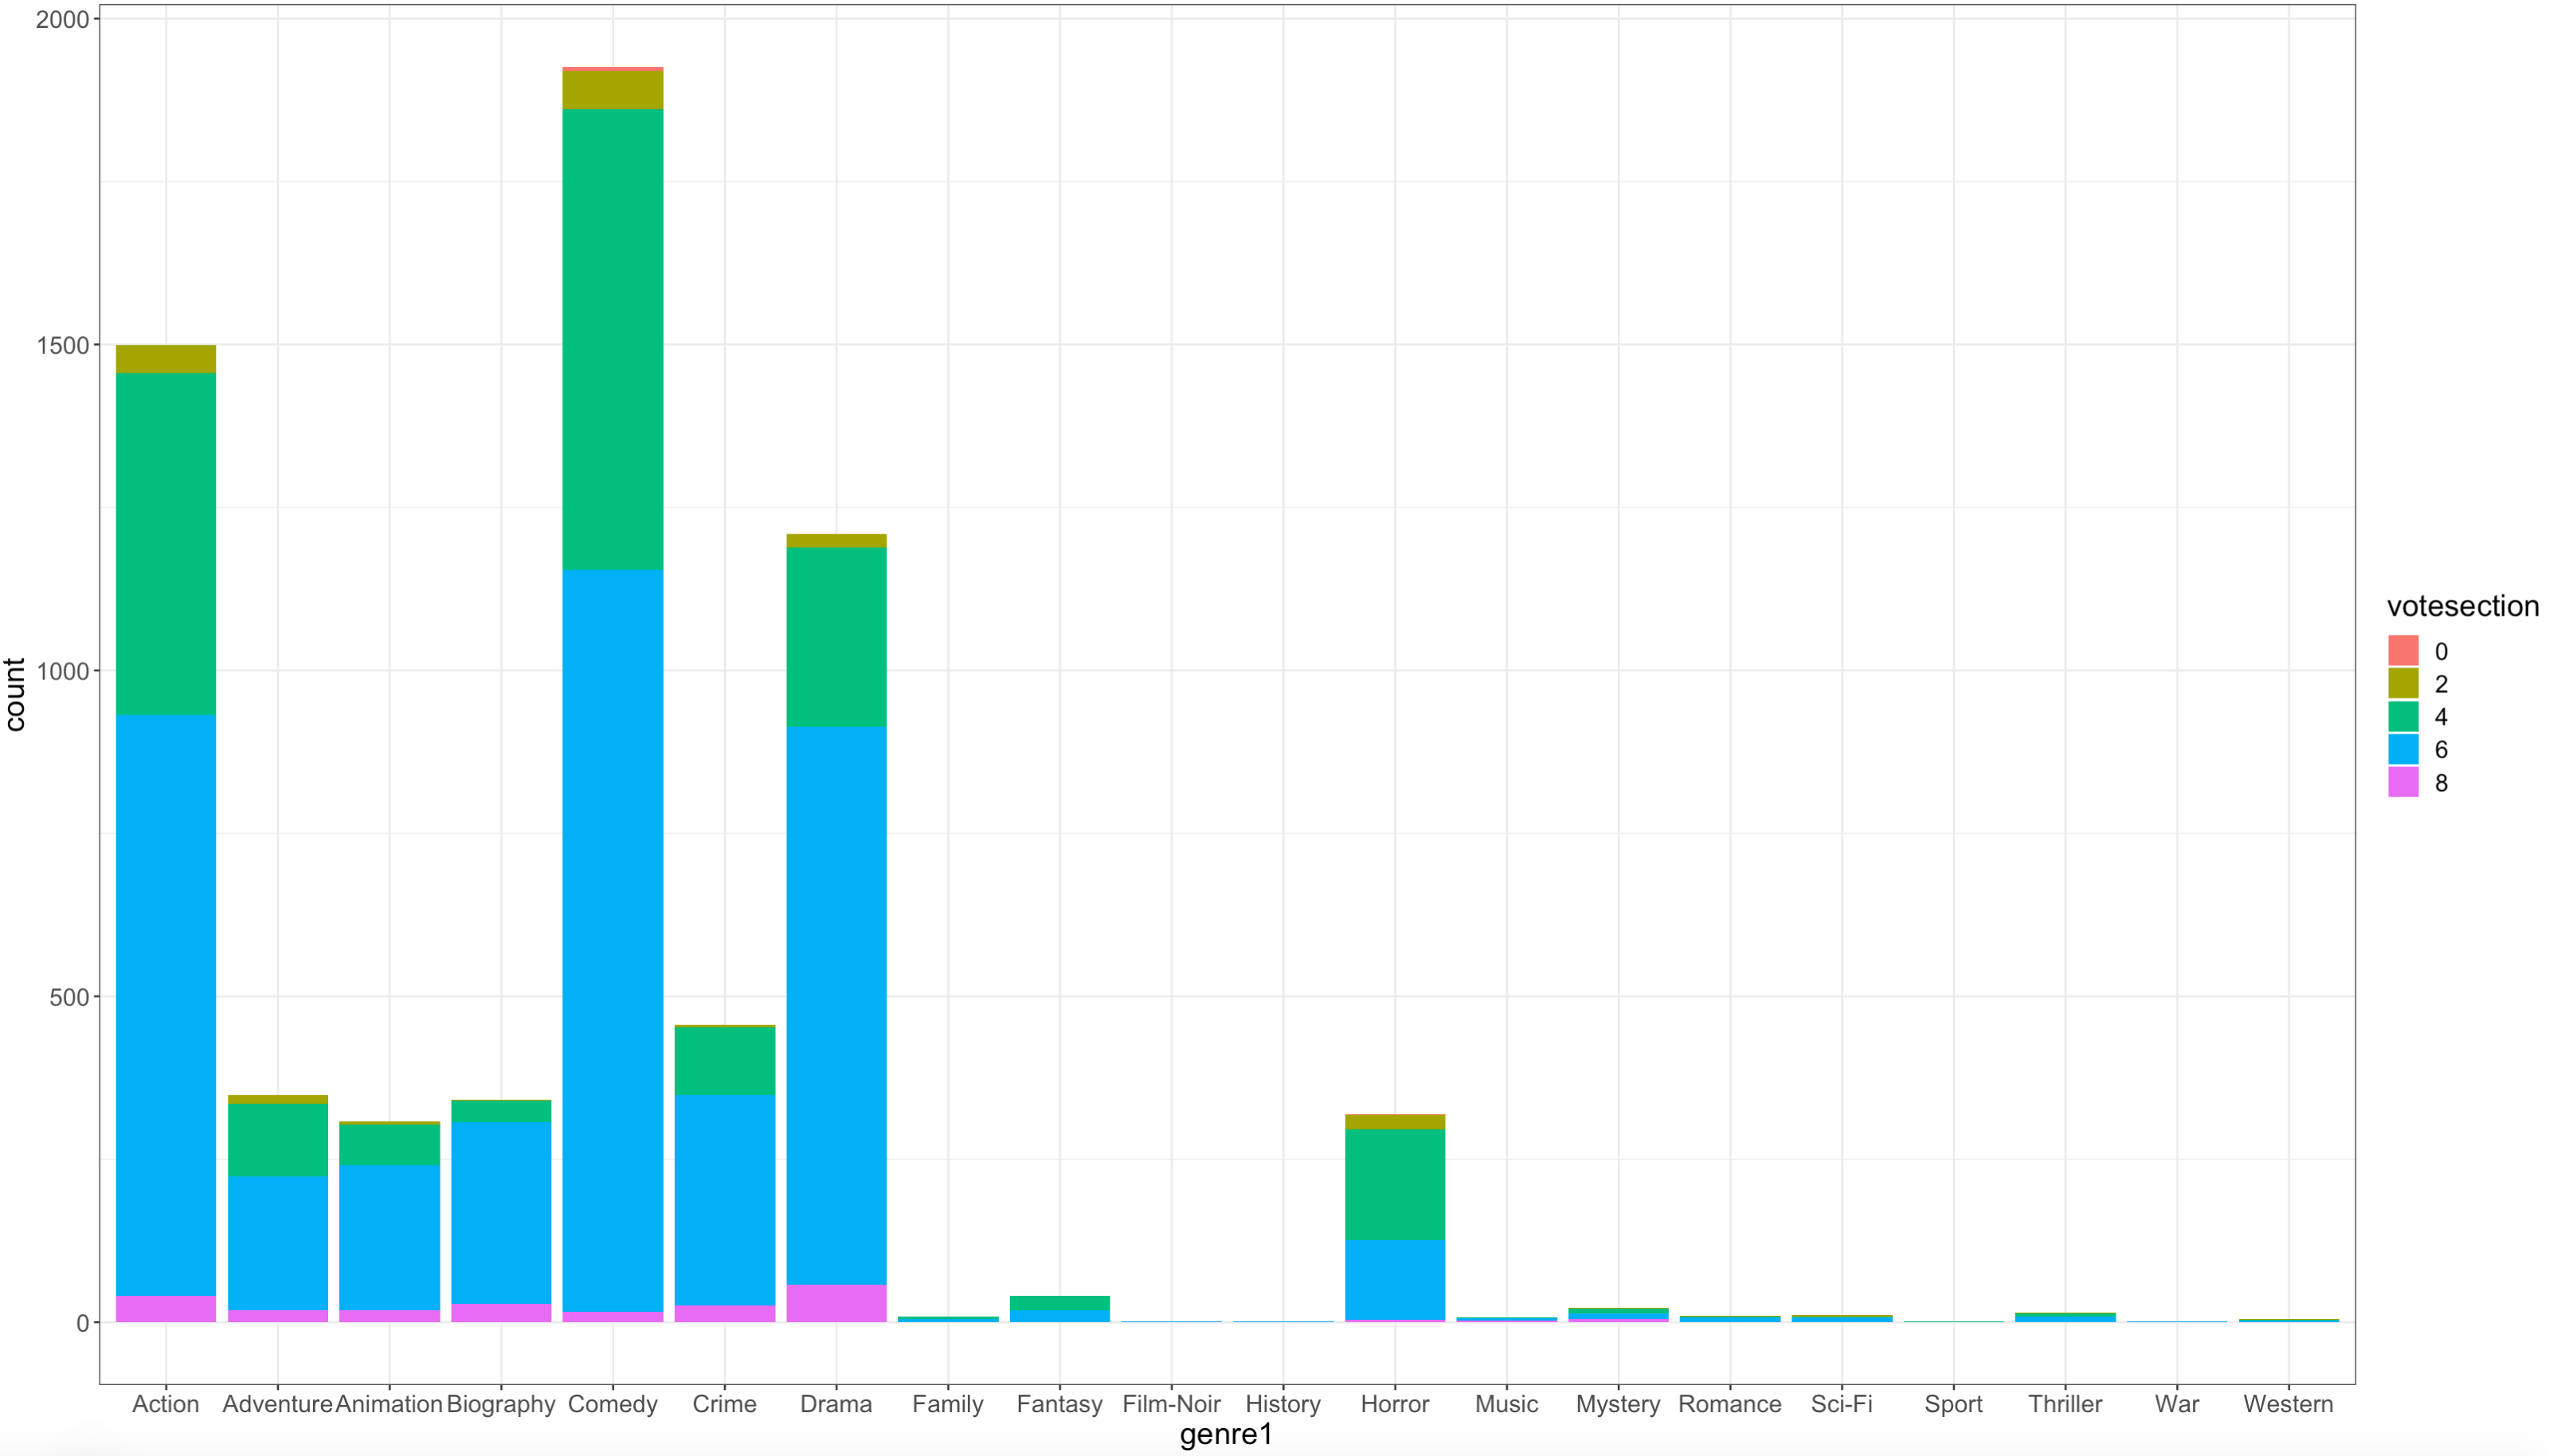 2000
1500
1000
500
0
count
Action Adventure Animation Biography Comedy Crime Drama Family Fantasy Film-Noir History Horror Music Mystery Romance Sci-Fi Sport Thriller War Western
genre1
votesection
0
2
4
6
8